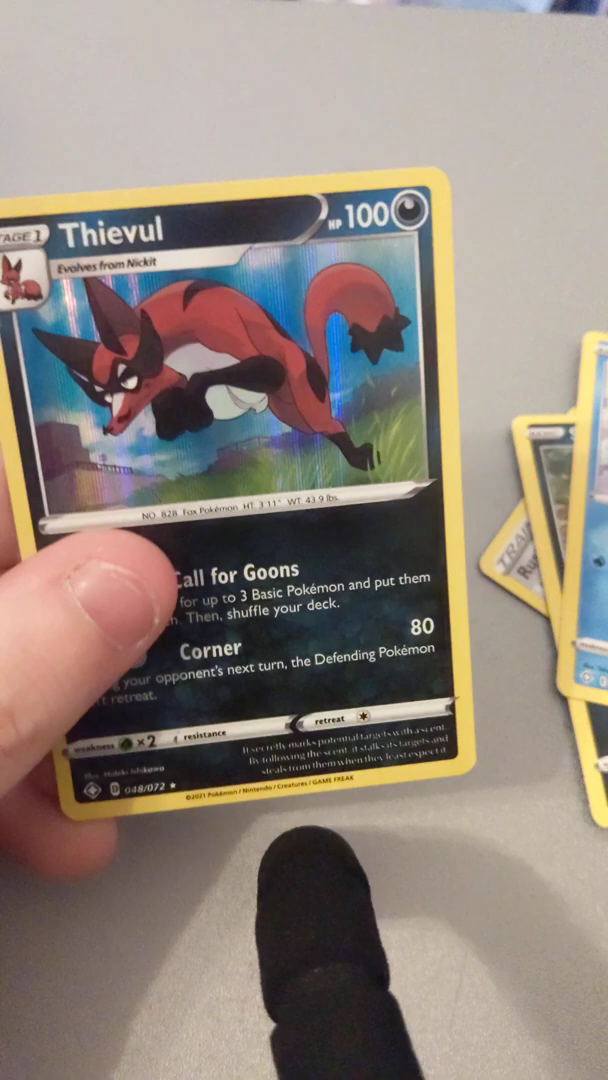 TAGE 1 Thievul HP 100
Evolves from Nickit
NO. 828 Fox Pokémon HT: 3'11" WT: 43.9 lbs.
Call for Goons
for up to 3 Basic Pokémon and put them
Then, shuffle your deck.
Corner 80
your opponent's next turn, the Defending Pokémon
t retreat.
weakness ×2 resistance retreat
It secretly marks potential targets with a scent.
By following the scent, it stalks its targets and
steals from them when they least expect it.
Illus. Hideki Ishikawa
D 048/072 ★
©2021 Pokémon / Nintendo / Creatures / GAME FREAK
TRAI